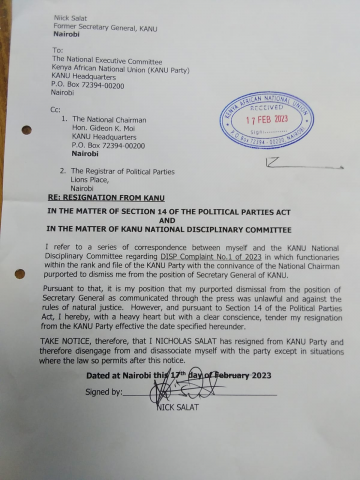 Niick Salat
Former Secretary General, KANU
Nairobi
To:
The National Executive Committee
Kenya African National Union (KANU Party)
KANU Headquarters
P.O. Box 72394-00200
Nairobi
KENYA AFRICAN NATIONAL UNION
RECEIVED
17 FEB 2023
Sign:
P. O. Box 72394 - 00200, NAIROBI
Cc:
1. The National Chairman
Hon. Gideon K. Moi
KANU Headquarters
P.O. Box 72394-00200
Nairobi
2. The Registrar of Political Parties
Lions Place,
Nairobi
RE: RESIGNATION FROM KANU
IN THE MATTER OF SECTION 14 OF THE POLITICAL PARTIES ACT
AND
IN THE MATTER OF KANU NATIONAL DISCIPLINARY COMMITTEE
I refer to a series of correspondence between myself and the KANU National
Disciplinary Committee regarding DISP Complaint No.1 of 2023 in which functionaries
within the rank and file of the KANU Party with the connivance of the National Chairman
purported to dismiss me from the position of Secretary General of KANU.
Pursuant to that, it is my position that my purported dismissal from the position of
Secretary General as communicated through the press was unlawful and against the
rules of natural justice. However, and pursuant to Section 14 of the Political Parties
Act, I hereby, with a heavy heart but with a clear conscience, tender my resignation
from the KANU Party effective the date specified hereunder.
TAKE NOTICE, therefore, that I NICHOLAS SALAT has resigned from KANU Party and
therefore disengage from and disassociate myself with the party except in situations
where the law so permits after this notice.
Dated at Nairobi this 17th day of February 2023
Signed by:
NICK SALAT